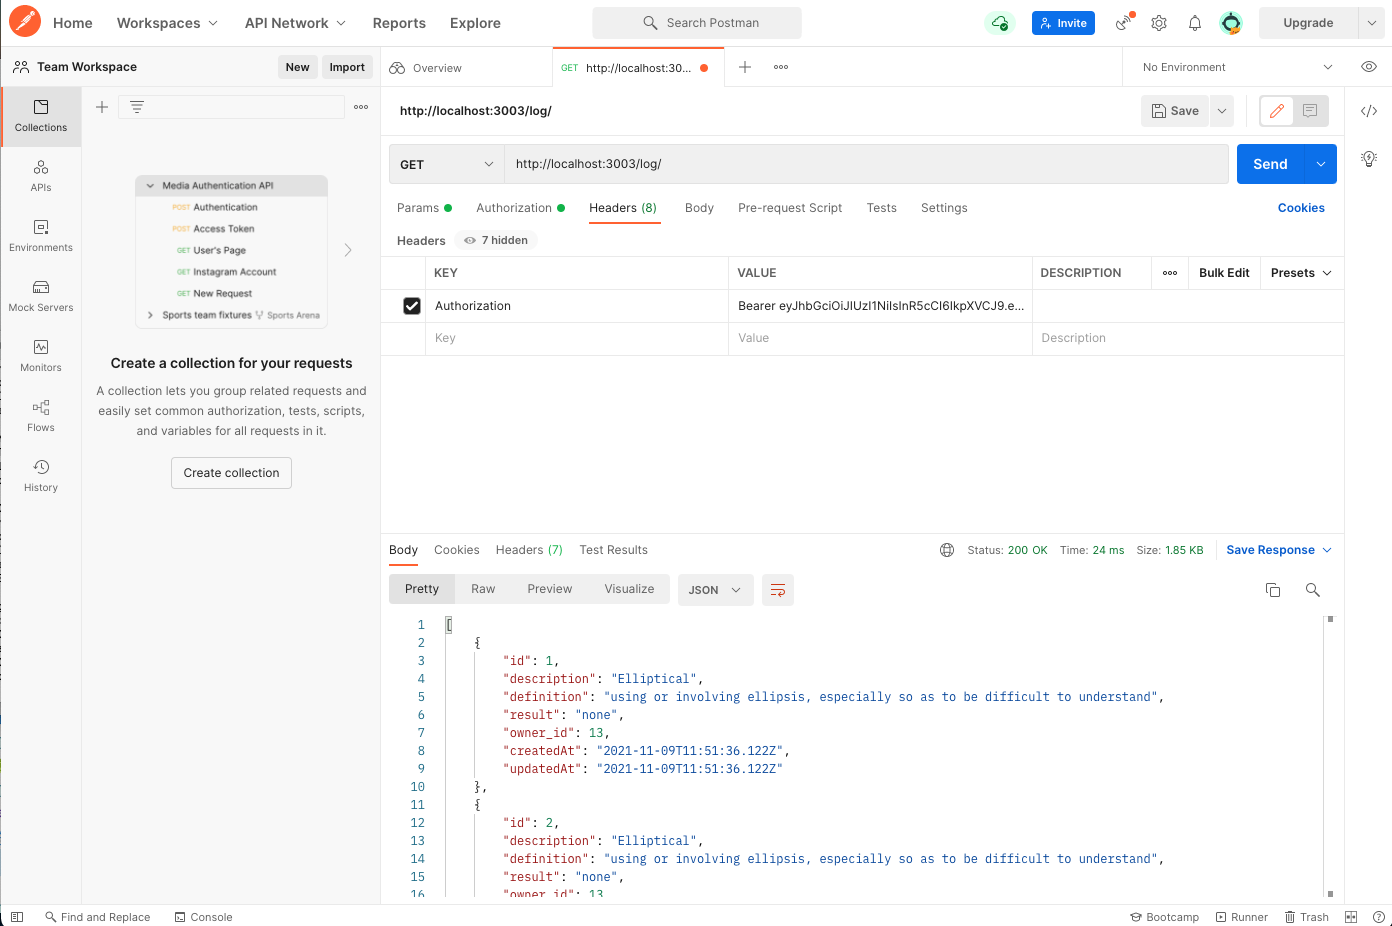 Home Workspaces API Network Reports Explore Search Postman Invite Upgrade
Team Workspace New Import Overview GET http://localhost:30... No Environment
Collections
APIs
Environments
Mock Servers
Monitors
Flows
History
Media Authentication API
POST Authentication
POST Access Token
GET User's Page
GET Instagram Account
GET New Request
Sports team fixtures Sports Arena
Create a collection for your requests
A collection lets you group related requests and
easily set common authorization, tests, scripts,
and variables for all requests in it.
Create collection
http://localhost:3003/log/ Save
GET http://localhost:3003/log/ Send
Params Authorization Headers (8) Body Pre-request Script Tests Settings Cookies
Headers 7 hidden
KEY VALUE DESCRIPTION Bulk Edit Presets
Authorization Bearer eyJhbGciOiJIUzI1NiIsInR5cCI6IkpXVCJ9.e...
Key Value Description
Body Cookies Headers (7) Test Results Status: 200 OK Time: 24 ms Size: 1.85 KB Save Response
Pretty Raw Preview Visualize JSON
1 [
2 {
3 "id": 1,
4 "description": "Elliptical",
5 "definition": "using or involving ellipsis, especially so as to be difficult to understand",
6 "result": "none",
7 "owner_id": 13,
8 "createdAt": "2021-11-09T11:51:36.122Z",
9 "updatedAt": "2021-11-09T11:51:36.122Z"
10 },
11 {
12 "id": 2,
13 "description": "Elliptical",
14 "definition": "using or involving ellipsis, especially so as to be difficult to understand",
15 "result": "none",
16 "owner_id": 13
Find and Replace Console Bootcamp Runner Trash